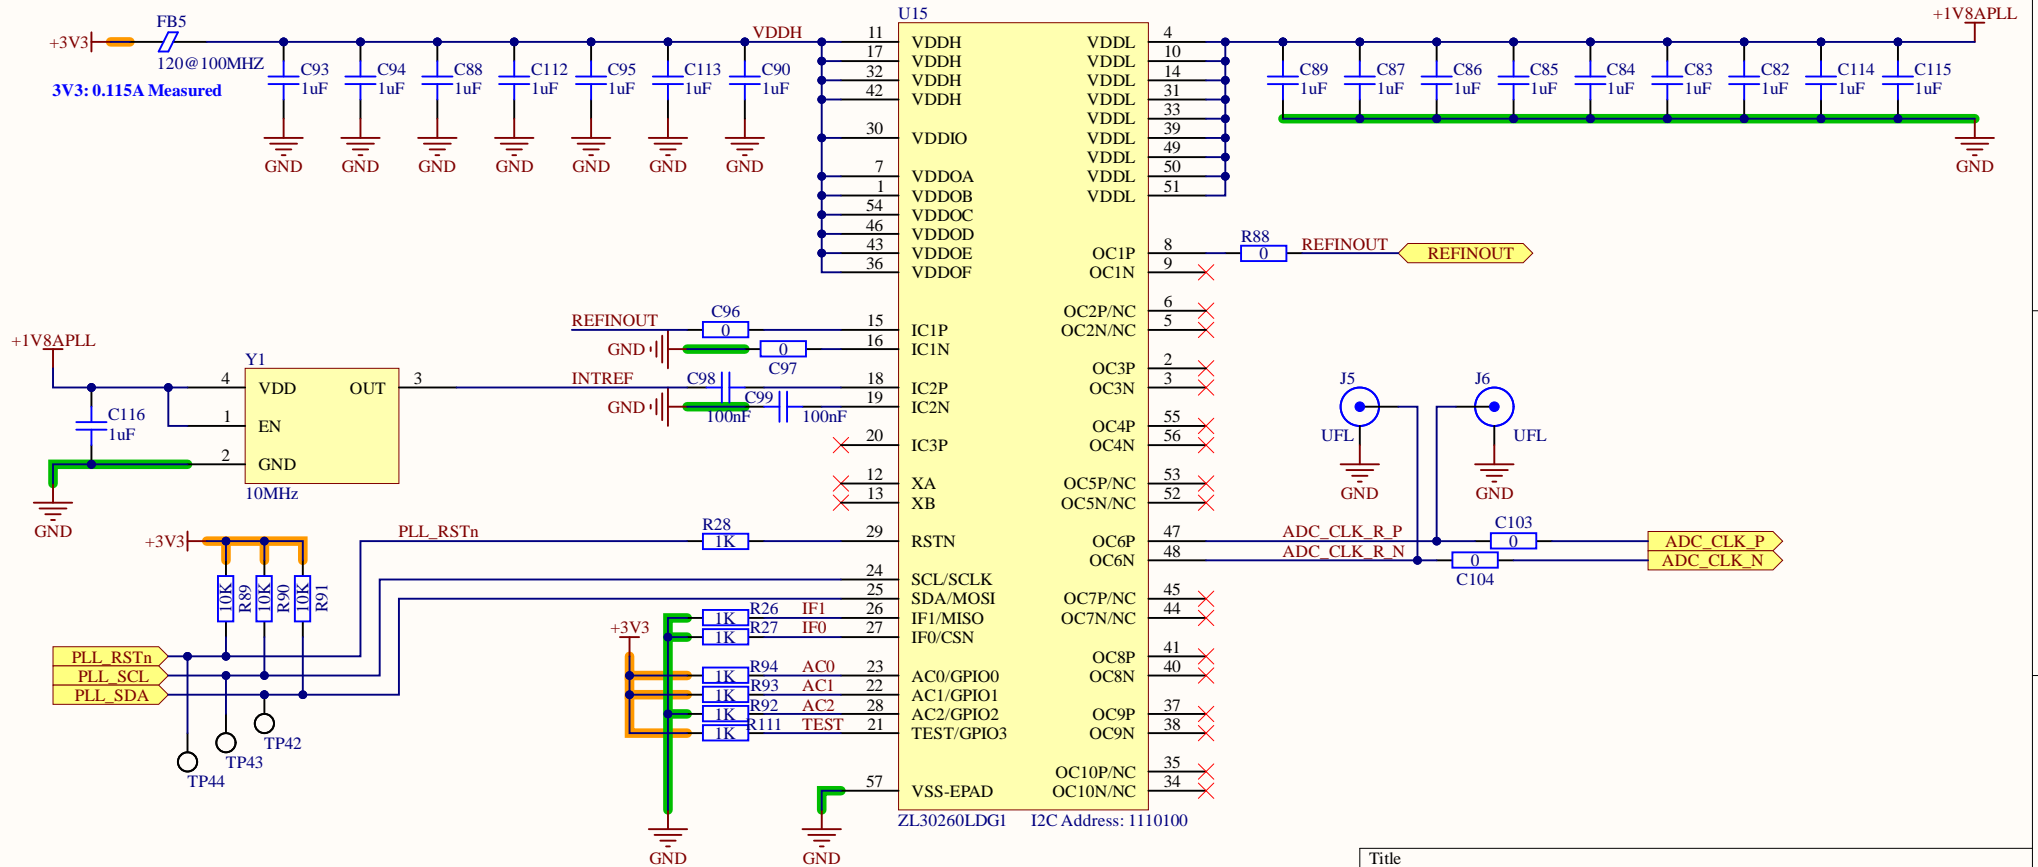 U15
+3V3
FB5
120@100MHZ
VDDH
+1V8APLL
3V3: 0.115A Measured
C93
1uF
C94
1uF
C88
1uF
C112
1uF
C95
1uF
C113
1uF
C90
1uF
GND
GND
GND
GND
GND
GND
GND
11 VDDH
17 VDDH
32 VDDH
42 VDDH
30 VDDIO
7 VDDOA
1 VDDOB
54 VDDOC
46 VDDOD
43 VDDOE
36 VDDOF
VDDL 4
VDDL 10
VDDL 14
VDDL 31
VDDL 33
VDDL 39
VDDL 49
VDDL 50
VDDL 51
C89
1uF
C87
1uF
C86
1uF
C85
1uF
C84
1uF
C83
1uF
C82
1uF
C114
1uF
C115
1uF
GND
OC1P 8
OC1N 9
R88
0
REFINOUT
REFINOUT
OC2P/NC 6
OC2N/NC 5
OC3P 2
OC3N 3
OC4P 55
OC4N 56
OC5P/NC 53
OC5N/NC 52
OC6P 47
OC6N 48
OC7P/NC 45
OC7N/NC 44
OC8P 41
OC8N 40
OC9P 37
OC9N 38
OC10P/NC 35
OC10N/NC 34
REFINOUT
C96
0
15 IC1P
GND
0
C97
16 IC1N
INTREF
C98
100nF
18 IC2P
GND
C99
100nF
19 IC2N
20 IC3P
12 XA
13 XB
+1V8APLL
Y1
4 VDD
OUT 3
1 EN
2 GND
10MHz
C116
1uF
GND
+3V3
10K
R89
10K
R90
10K
R91
PLL_RSTn
R28
1K
29 RSTN
24 SCL/SCLK
25 SDA/MOSI
R26
1K
IF1
26 IF1/MISO
R27
1K
IF0
27 IF0/CSN
+3V3
R94
1K
AC0
23 AC0/GPIO0
R93
1K
AC1
22 AC1/GPIO1
R92
1K
AC2
28 AC2/GPIO2
R111
1K
TEST
21 TEST/GPIO3
57 VSS-EPAD
GND
GND
PLL_RSTn
PLL_SCL
PLL_SDA
TP42
TP43
TP44
J5
UFL
GND
J6
UFL
GND
ADC_CLK_R_P
C103
0
ADC_CLK_P
ADC_CLK_R_N
0
C104
ADC_CLK_N
ZL30260LDG1
I2C Address: 1110100
Title